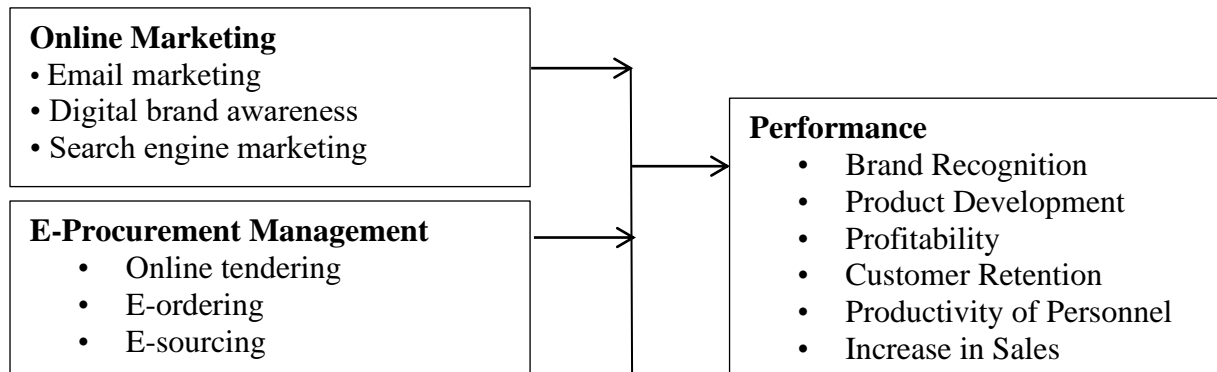 Online Marketing
• Email marketing
• Digital brand awareness
• Search engine marketing
E-Procurement Management
• Online tendering
• E-ordering
• E-sourcing
Performance
• Brand Recognition
• Product Development
• Profitability
• Customer Retention
• Productivity of Personnel
• Increase in Sales